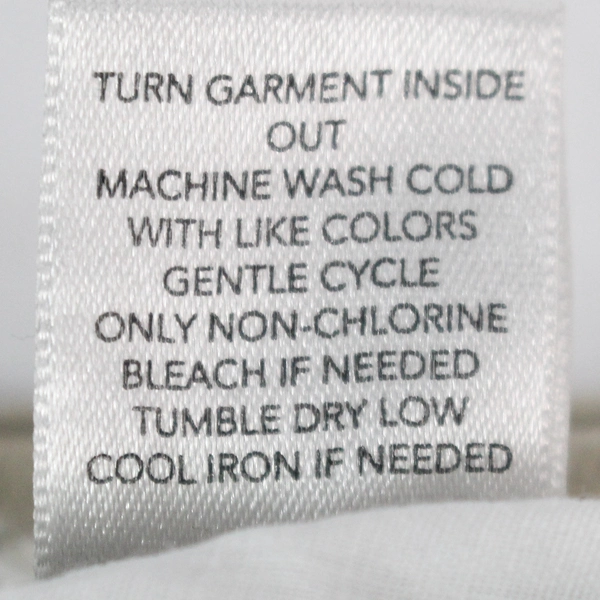 TURN GARMENT INSIDE
OUT
MACHINE WASH COLD
WITH LIKE COLORS
GENTLE CYCLE
ONLY NON-CHLORINE
BLEACH IF NEEDED
TUMBLE DRY LOW
COOL IRON IF NEEDED